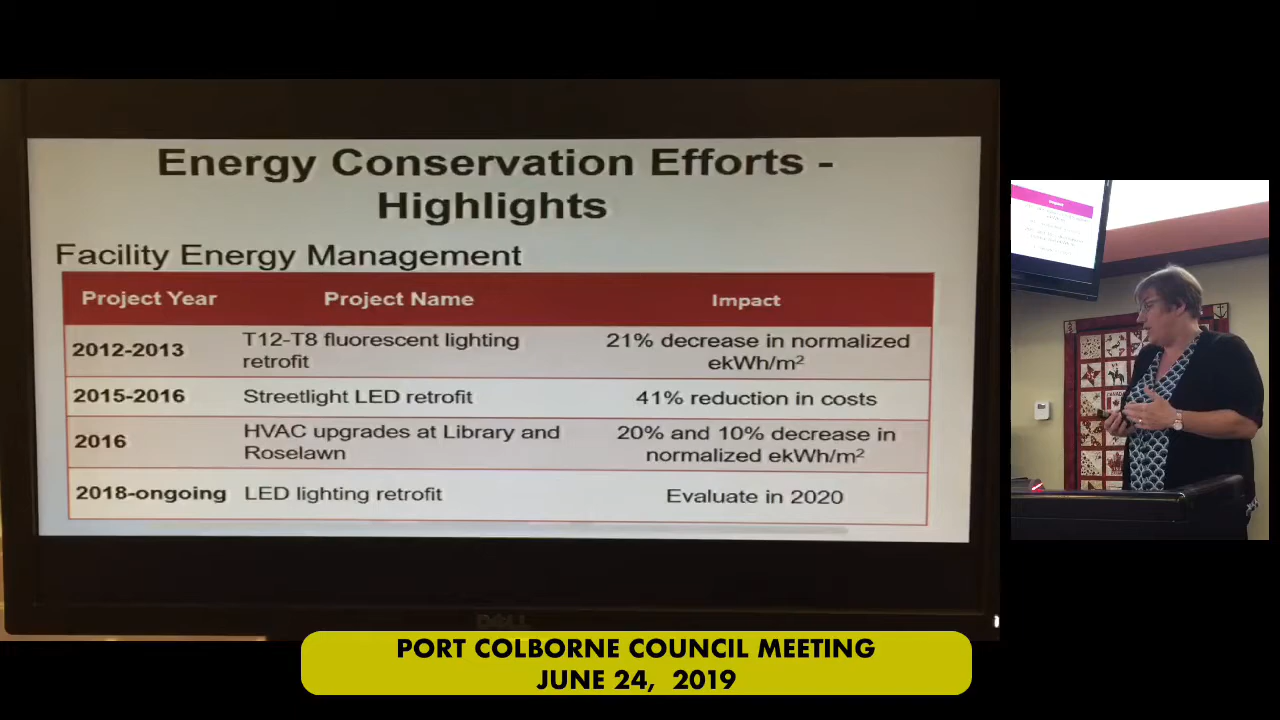 Energy Conservation Efforts -
Highlights
Facility Energy Management
Project Year Project Name Impact
2012-2013 T12-T8 fluorescent lighting retrofit 21% decrease in normalized ekWh/m²
2015-2016 Streetlight LED retrofit 41% reduction in costs
2016 HVAC upgrades at Library and Roselawn 20% and 10% decrease in normalized ekWh/m²
2018-ongoing LED lighting retrofit Evaluate in 2020
DELL
Impact
PORT COLBORNE COUNCIL MEETING
JUNE 24, 2019